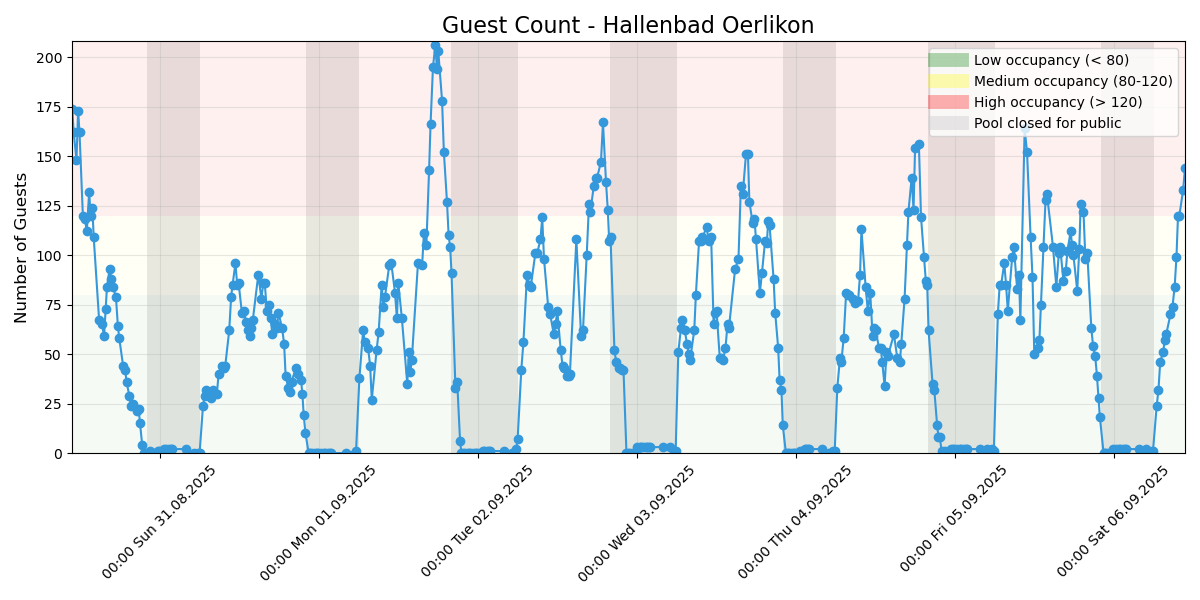 Guest Count - Hallenbad Oerlikon
Number of Guests
200
175
150
125
100
75
50
25
0
Low occupancy (< 80)
Medium occupancy (80-120)
High occupancy (> 120)
Pool closed for public
00:00 Sun 31.08.2025
00:00 Mon 01.09.2025
00:00 Tue 02.09.2025
00:00 Wed 03.09.2025
00:00 Thu 04.09.2025
00:00 Fri 05.09.2025
00:00 Sat 06.09.2025